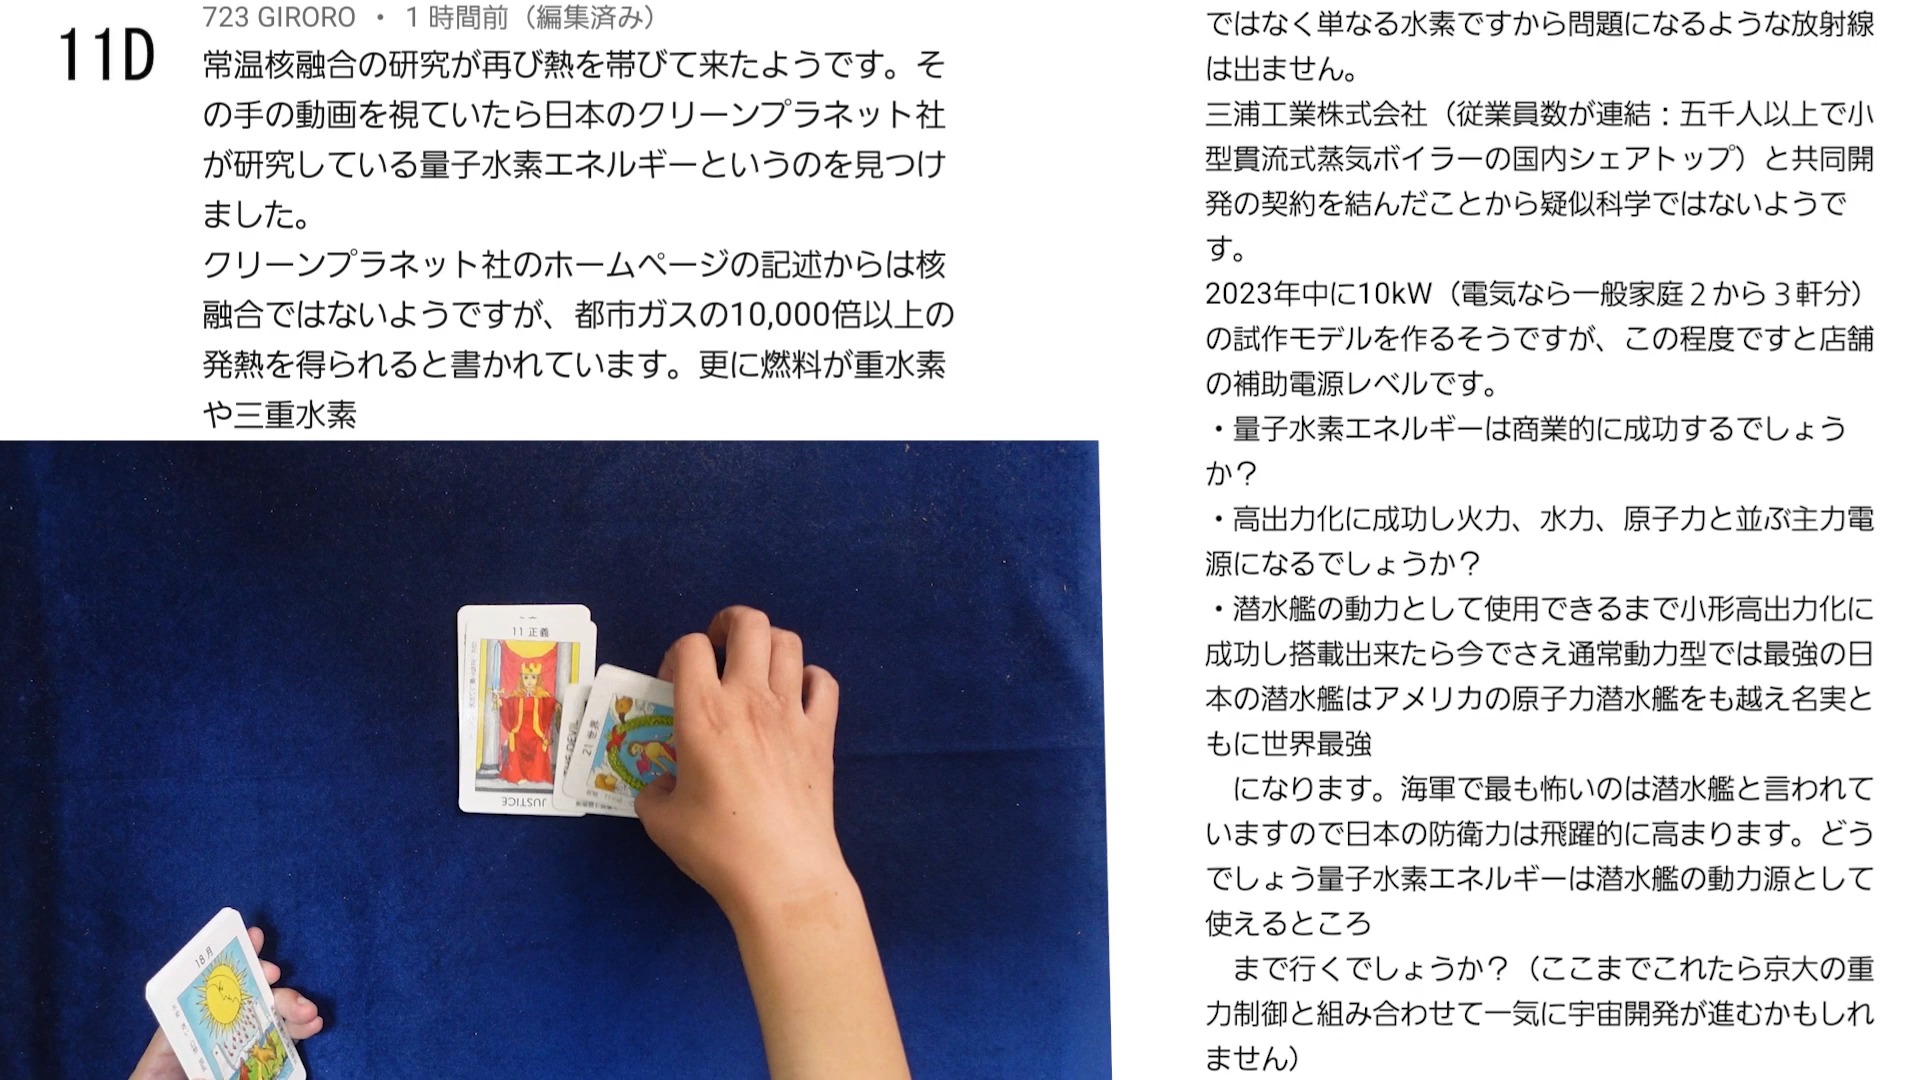 11D
723 GIRORO ・ 1 時間前（編集済み）
常温核融合の研究が再び熱を帯びて来たようです。そ
の手の動画を視ていたら日本のクリーンプラネット社
が研究している量子水素エネルギーというのを見つけ
ました。
クリーンプラネット社のホームページの記述からは核
融合ではないようですが、都市ガスの10,000倍以上の
発熱を得られると書かれています。更に燃料が重水素
や三重水素
ではなく単なる水素ですから問題になるような放射線
は出ません。
三浦工業株式会社（従業員数が連結：五千人以上で小
型貫流式蒸気ボイラーの国内シェアトップ）と共同開
発の契約を結んだことから疑似科学ではないようで
す。
2023年中に10kW（電気なら一般家庭２から３軒分）
の試作モデルを作るそうですが、この程度ですと店舗
の補助電源レベルです。
・量子水素エネルギーは商業的に成功するでしょう
か？
・高出力化に成功し火力、水力、原子力と並ぶ主力電
源になるでしょうか？
・潜水艦の動力として使用できるまで小形高出力化に
成功し搭載出来たら今でさえ通常動力型では最強の日
本の潜水艦はアメリカの原子力潜水艦をも越え名実と
もに世界最強
　になります。海軍で最も怖いのは潜水艦と言われて
いますので日本の防衛力は飛躍的に高まります。どう
でしょう量子水素エネルギーは潜水艦の動力源として
使えるところ
　まで行くでしょうか？（ここまでこれたら京大の重
力制御と組み合わせて一気に宇宙開発が進むかもしれ
ません）
11 正義
JUSTICE
THE DEVIL
21 世界
18 月